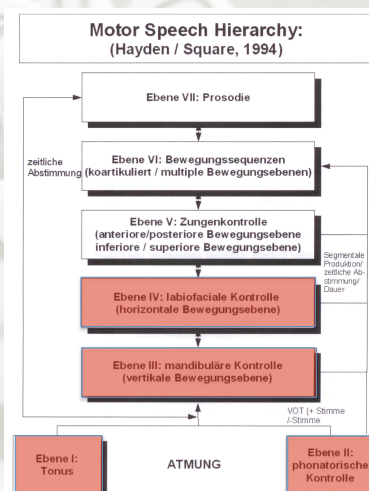 Motor Speech Hierarchy:
(Hayden / Square, 1994)
Ebene VII: Prosodie
zeitliche
Abstimmung
Ebene VI: Bewegungssequenzen
(koartikuliert / multiple Bewegungsebenen)
Ebene V: Zungenkontrolle
(anteriore/posteriore Bewegungsebene
inferiore / superiore Bewegungsebene)
Segmentale
Produktion/
zeitliche Ab-
stimmung/
Dauer
Ebene IV: labiofaciale Kontrolle
(horizontale Bewegungsebene)
Ebene III: mandibuläre Kontrolle
(vertikale Bewegungsebene)
VOT (+ Stimme
/-Stimme
Ebene I:
Tonus
ATMUNG
Ebene II:
phonatorische
Kontrolle